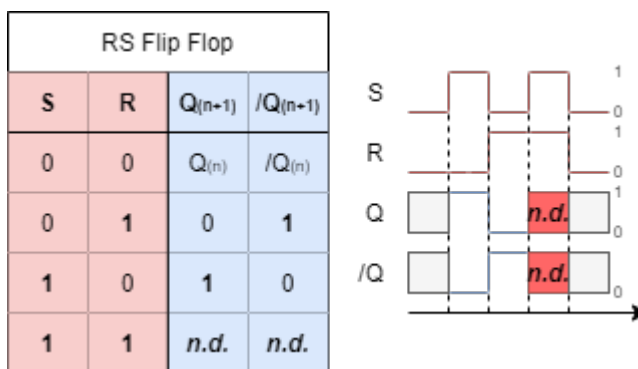 RS Flip Flop
S R Q(n+1) /Q(n+1)
0 0 Q(n) /Q(n)
0 1 0 1
1 0 1 0
1 1 n.d. n.d.
S 1
0
R 1
0
Q n.d. 1
0
/Q n.d.
0